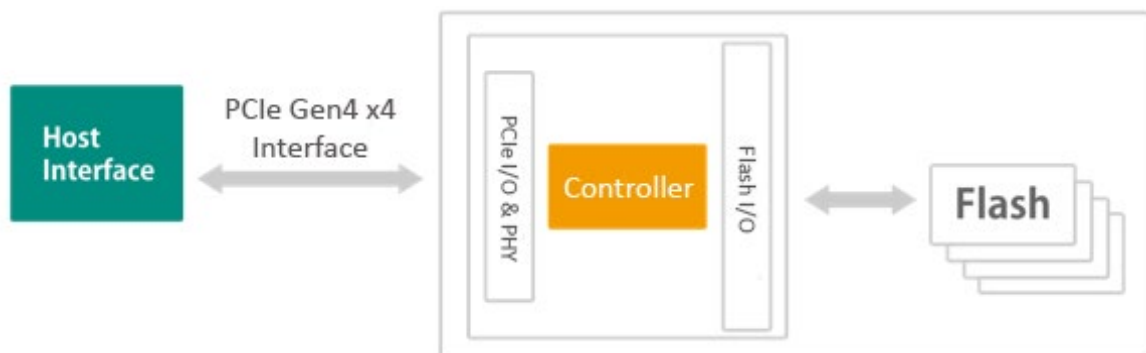 Host
Interface
PCIe Gen4 x4
Interface
PCIe I/O & PHY
Controller
Flash I/O
Flash